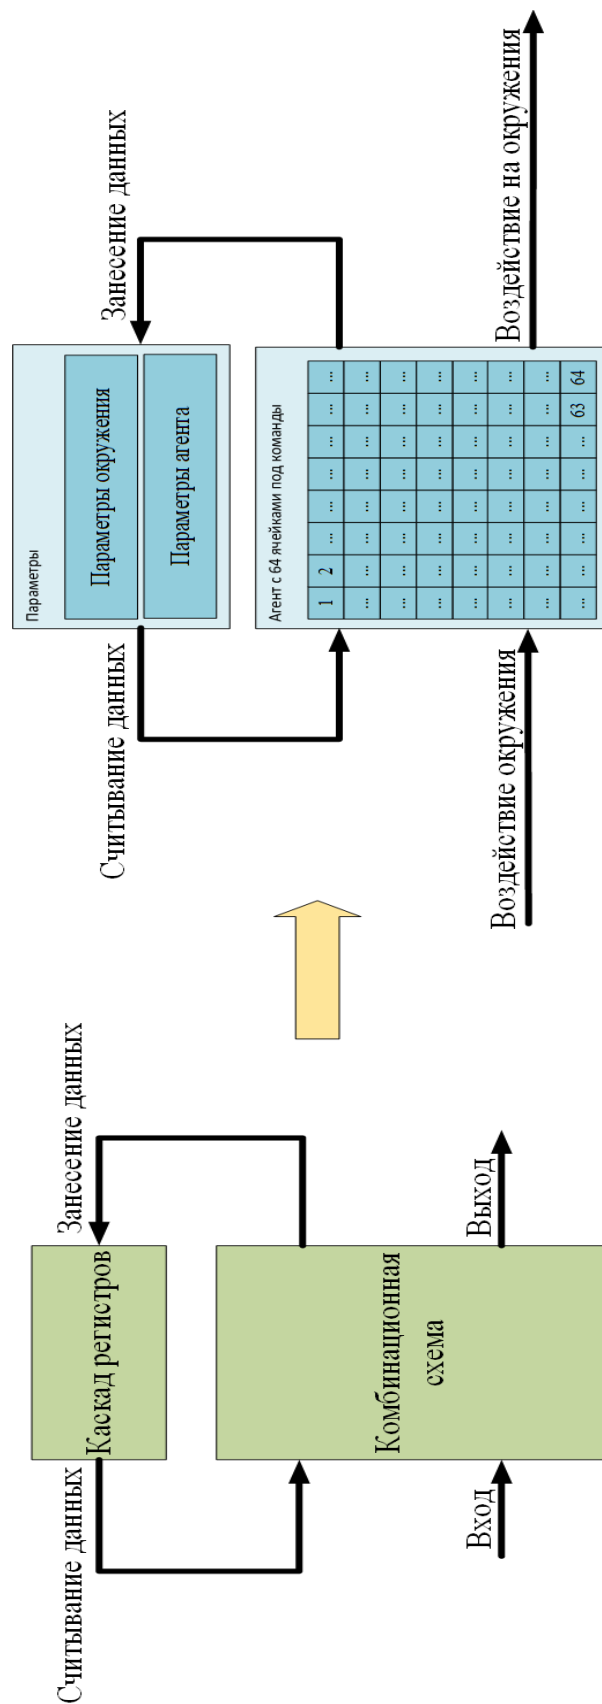 Считывание данных
Каскад регистров
Занесение данных
Комбинационная
схема
Вход
Выход
Считывание данных
Параметры
Параметры окружения
Параметры агента
Занесение данных
Агент с 64 ячейками под команды
1 2 ... ... ... ... ... ...
... ... ... ... ... ... ... ...
... ... ... ... ... ... ... ...
... ... ... ... ... ... ... ...
... ... ... ... ... ... ... ...
... ... ... ... ... ... ... ...
... ... ... ... ... ... ... ...
... ... ... ... ... ... 63 64
Воздействие окружения
Воздействие на окружения